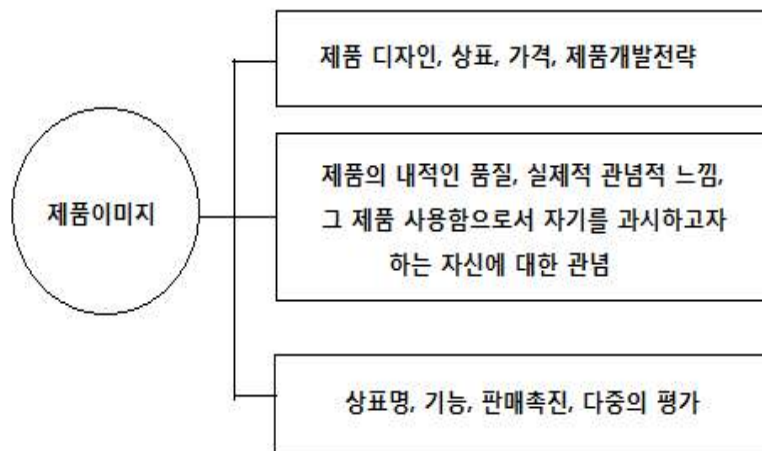 제품이미지
제품 디자인, 상표, 가격, 제품개발전략
제품의 내적인 품질, 실제적 관념적 느낌,
그 제품 사용함으로서 자기를 과시하고자
하는 자신에 대한 관념
상표명, 기능, 판매촉진, 다중의 평가